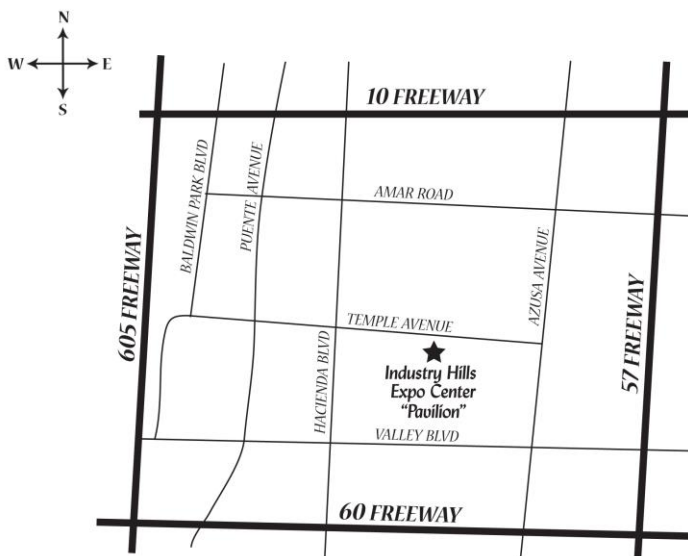 N
W E
S
10 FREEWAY
BALDWIN PARK BLVD
PUENTE AVENUE
AMAR ROAD
605 FREEWAY
AZUSA AVENUE
57 FREEWAY
TEMPLE AVENUE
HACIENDA BLVD
Industry Hills
Expo Center
"Pavilion"
VALLEY BLVD
60 FREEWAY